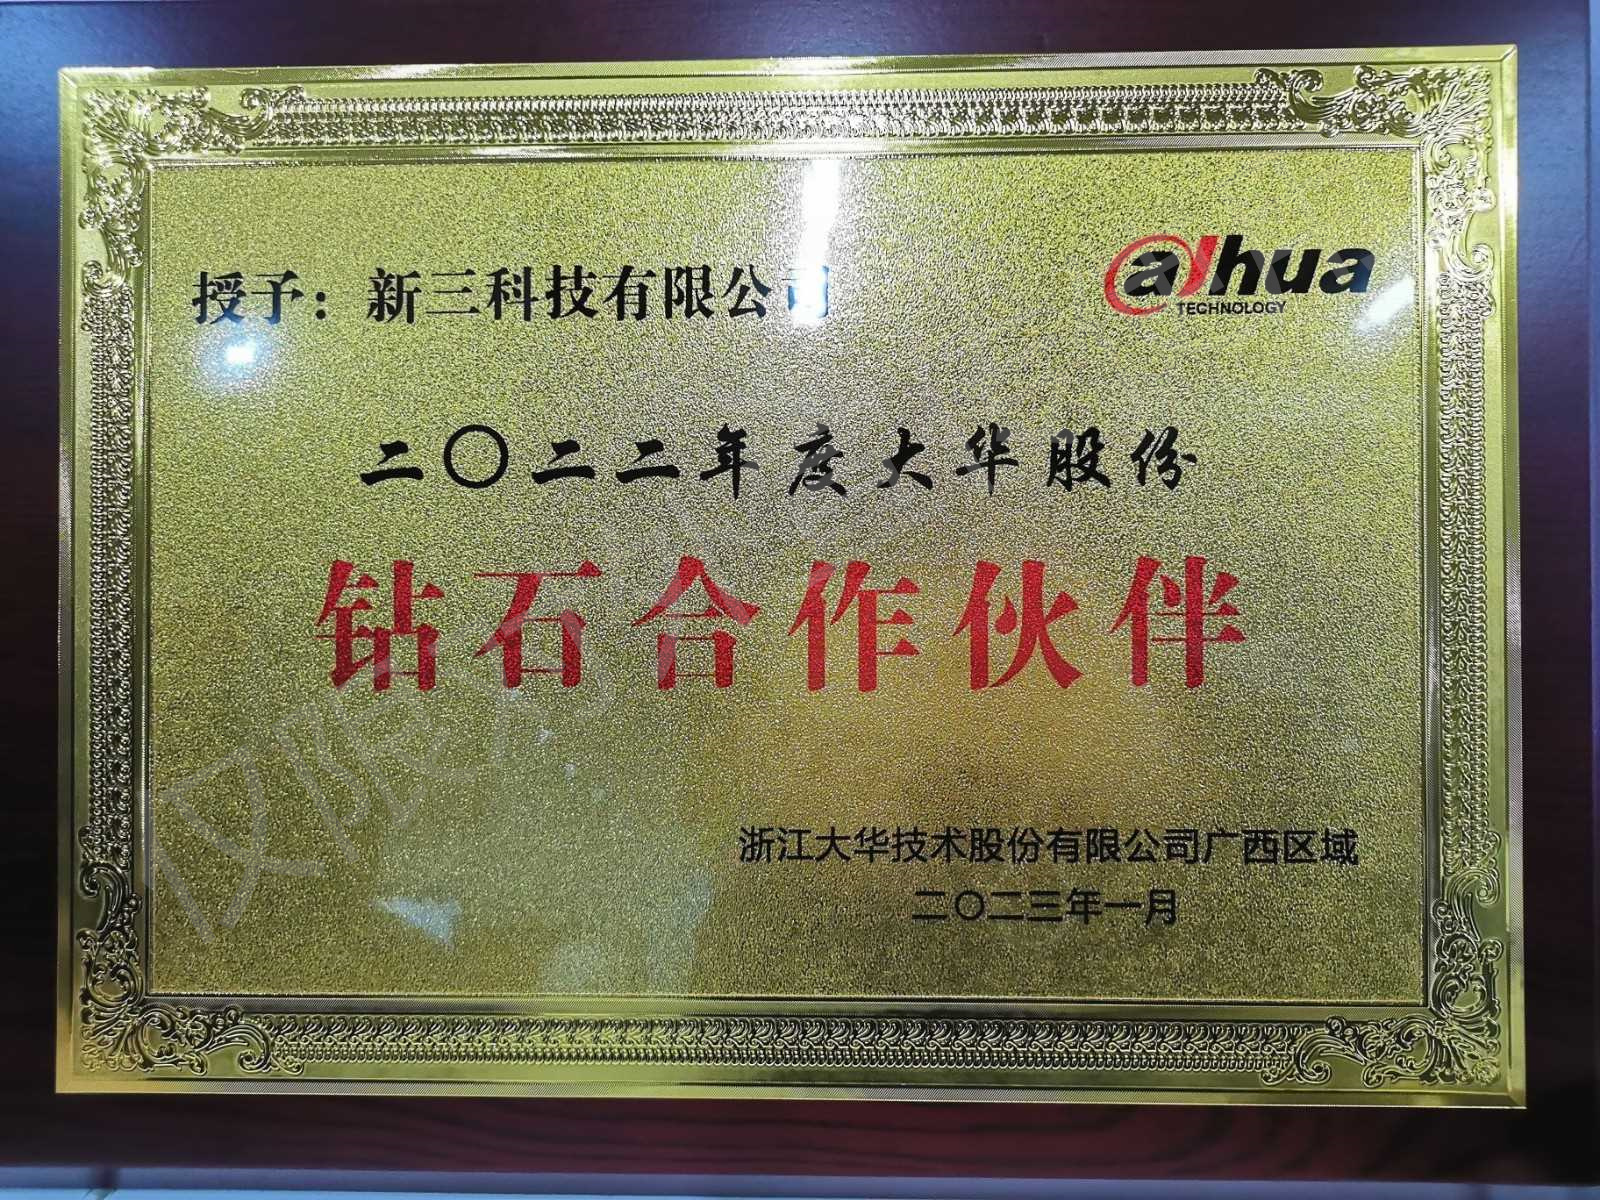 alhua
TECHNOLOGY
授予：新三科技有限公司
二〇二二年度大华股份
钻石合作伙伴
浙江大华技术股份有限公司广西区域
二〇二三年一月
仅限